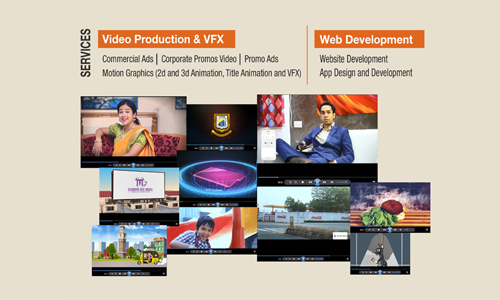 SERVICES
Video Production & VFX
Commercial Ads | Corporate Promos Video | Promo Ads
Motion Graphics (2d and 3d Animation, Title Animation and VFX)
Web Development
Website Development
App Design and Development